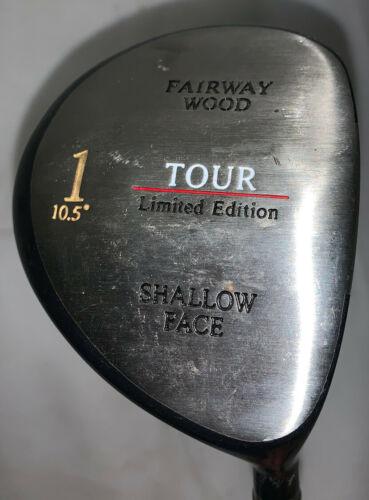 FAIRWAY
WOOD
1
10.5°
TOUR
Limited Edition
SHALLOW
FACE